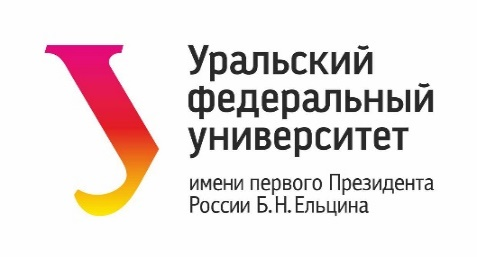 У
Уральский
федеральный
университет
имени первого Президента
России Б.Н.Ельцина